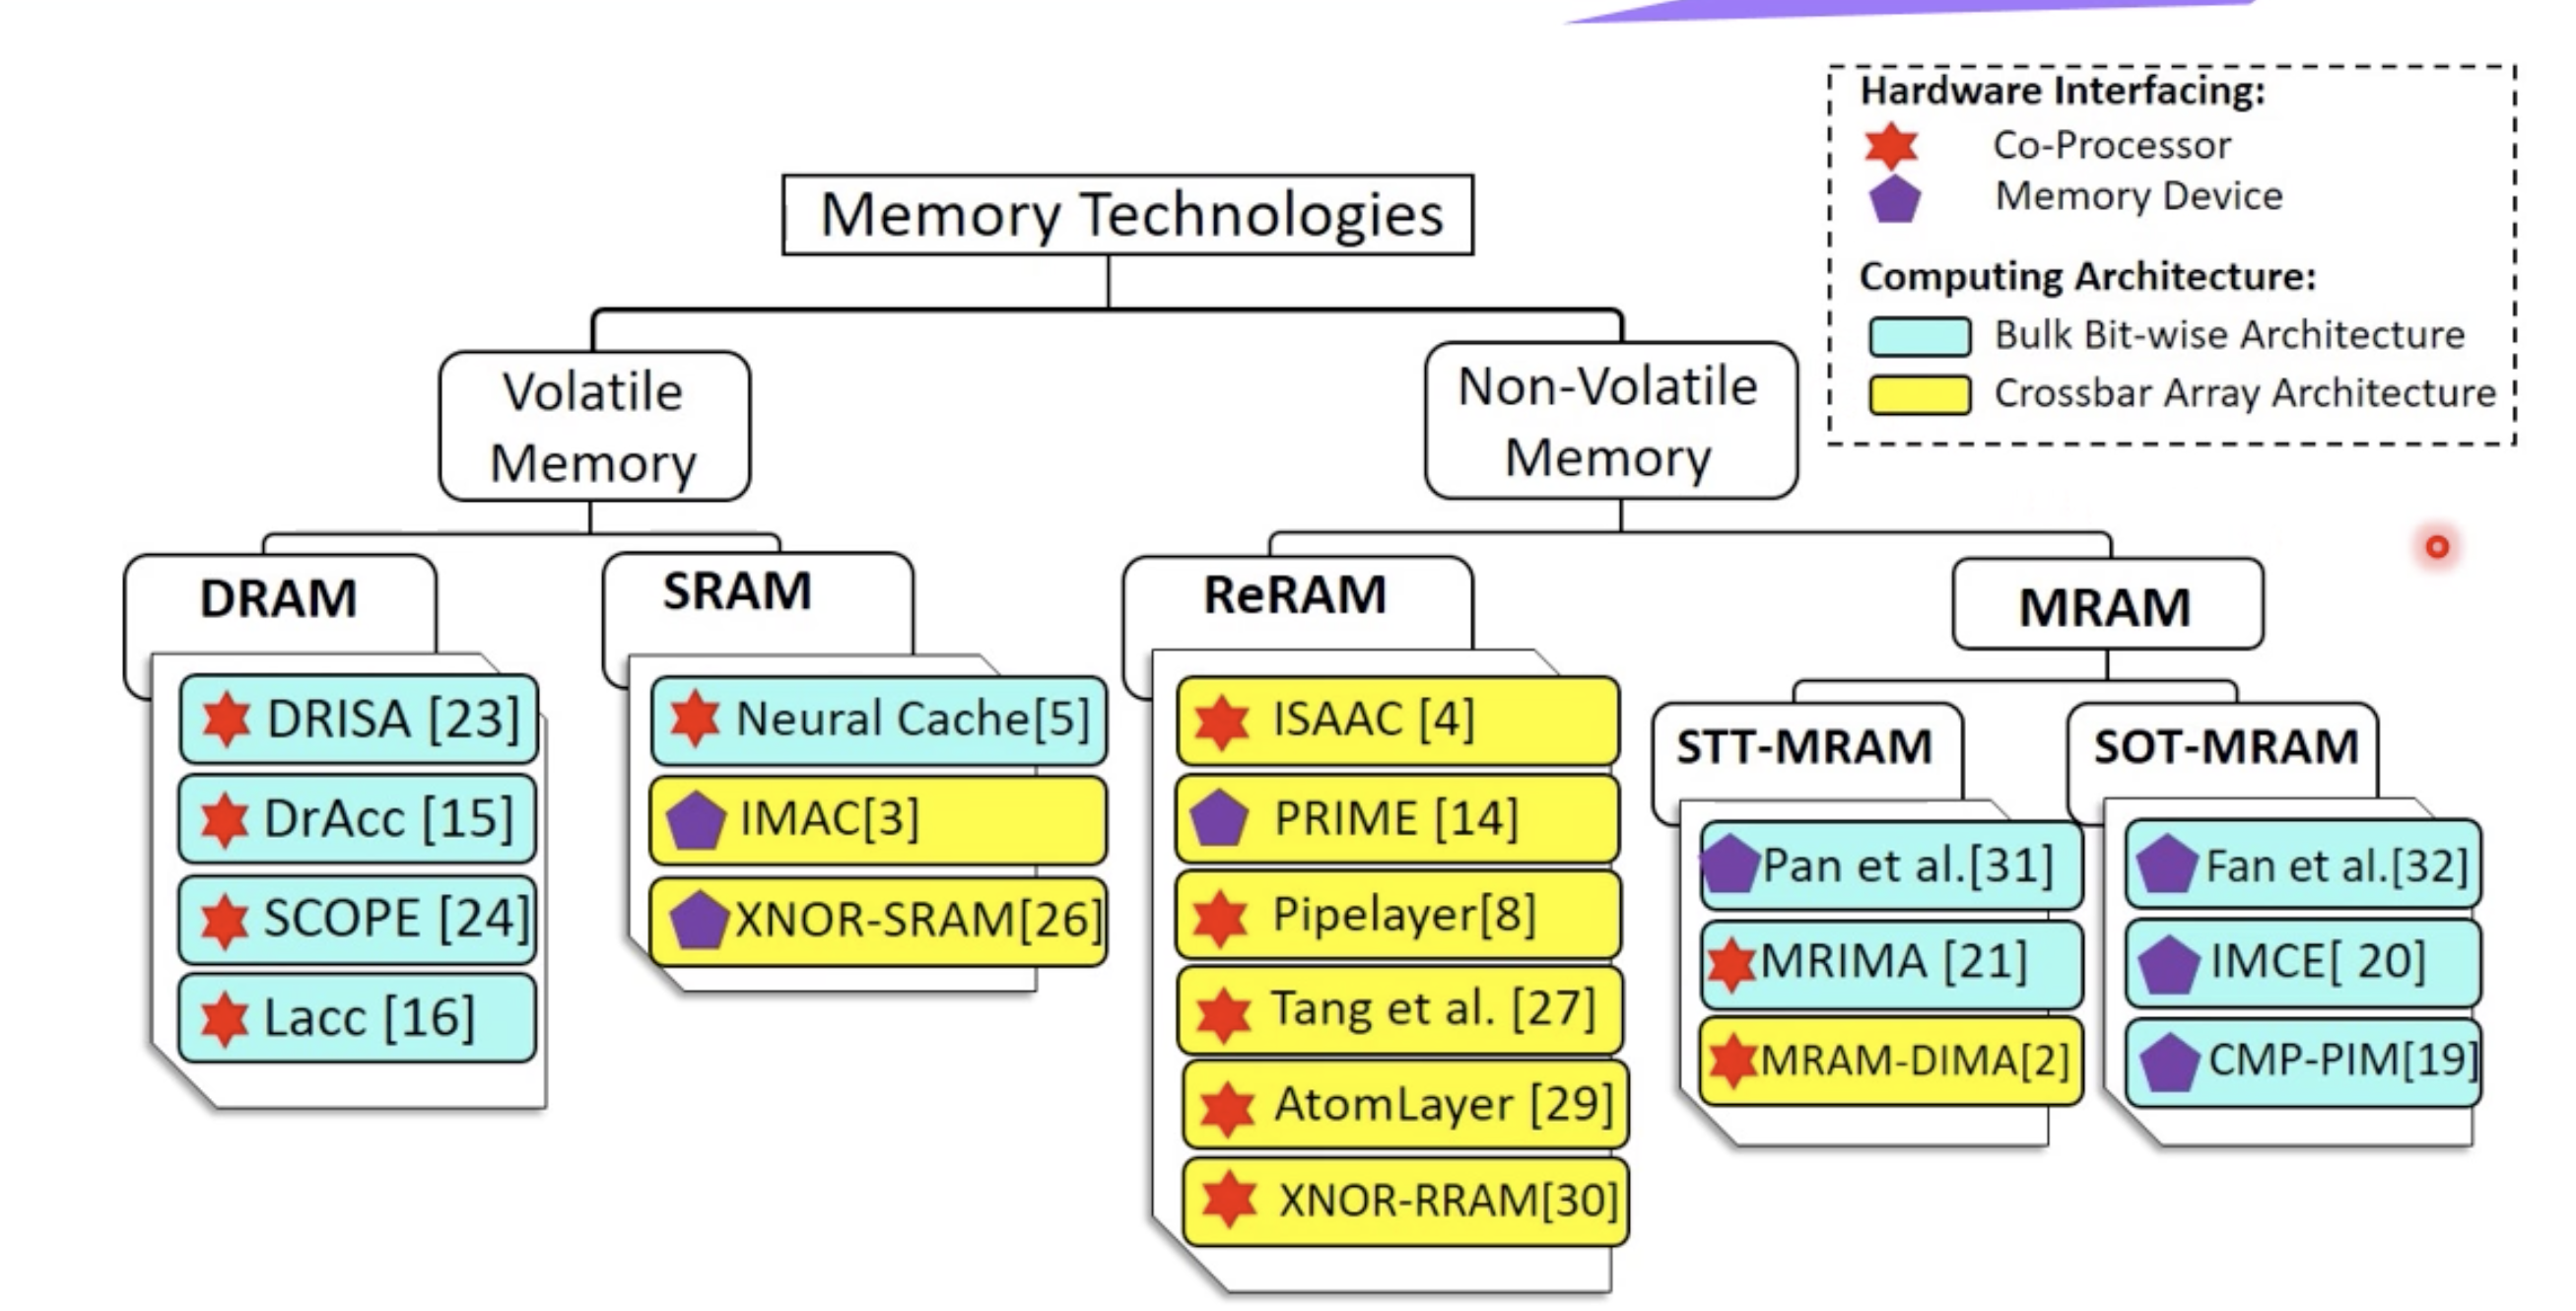 Hardware Interfacing:
Co-Processor
Memory Device
Computing Architecture:
Bulk Bit-wise Architecture
Crossbar Array Architecture
Memory Technologies
Volatile
Memory
Non-Volatile
Memory
DRAM
DRISA [23]
DrAcc [15]
SCOPE [24]
Lacc [16]
SRAM
Neural Cache[5]
IMAC[3]
XNOR-SRAM[26]
ReRAM
ISAAC [4]
PRIME [14]
Pipelayer[8]
Tang et al. [27]
AtomLayer [29]
XNOR-RRAM[30]
MRAM
STT-MRAM
Pan et al.[31]
MRIMA [21]
MRAM-DIMA[2]
SOT-MRAM
Fan et al.[32]
IMCE[ 20]
CMP-PIM[19]